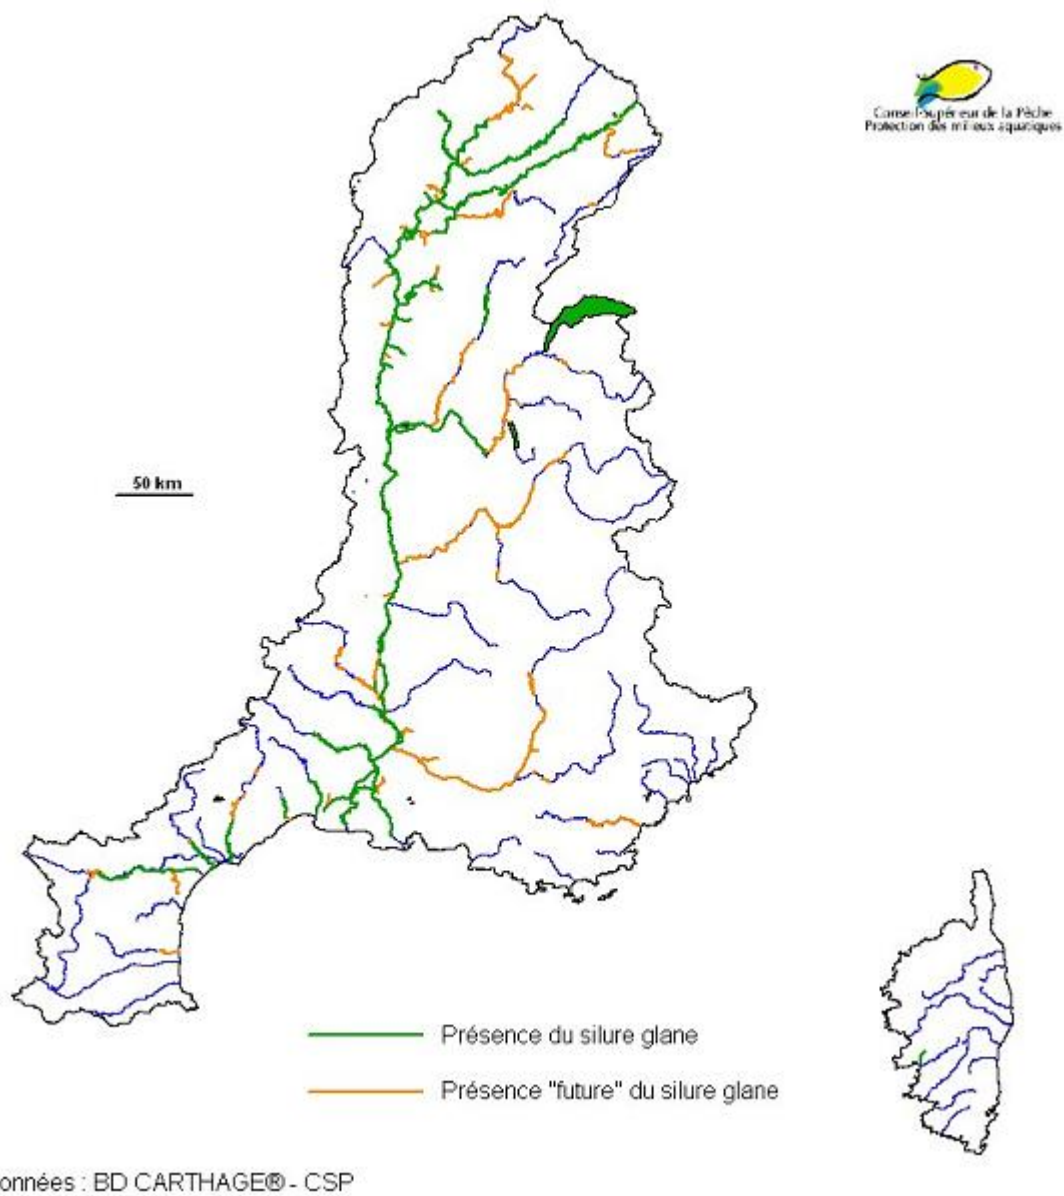 Conseil Supérieur de la Pêche
Protection des milieux aquatiques
50 km
Présence du silure glane
Présence "future" du silure glane
onnées : BD CARTHAGE® - CSP